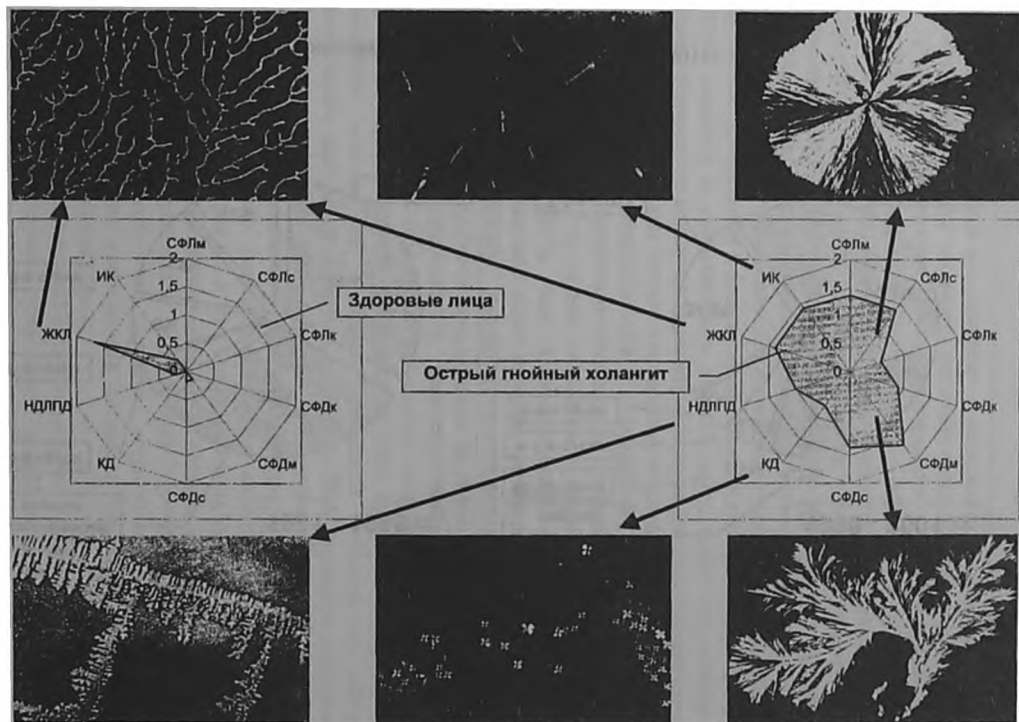 СФЛм
2
ИК
СФЛс
1,5
Здоровые лица
1
ЖКЛ
СФЛк
0,5
0
НДЛПД
СФДк
КД
СФДм
СФДс
СФЛм
2
ИК
СФЛс
1,5
1
ЖКЛ
СФЛк
0,5
Острый гнойный холангит
0
НДЛПД
СФДк
КД
СФДм
СФДс